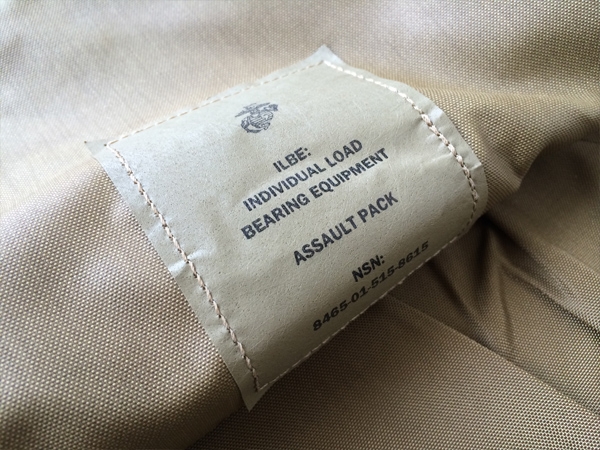 ILBE:
INDIVIDUAL LOAD
BEARING EQUIPMENT
ASSAULT PACK
NSN:
8465-01-515-8615